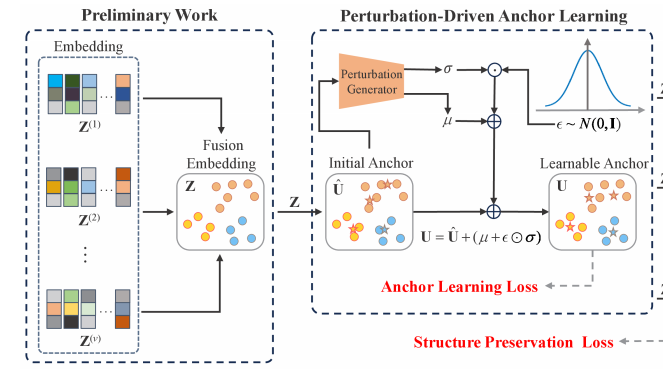 Preliminary Work
Embedding
Z(1)
...
Z(2)
...
⋮
Z(v)
...
Fusion
Embedding
Z
Z
Perturbation-Driven Anchor Learning
Perturbation
Generator
σ
μ
ϵ ~ N(0,I)
Initial Anchor
Û
Learnable Anchor
U
U = Û + (μ + ϵ ⊙ σ)
Anchor Learning Loss
Structure Preservation Loss